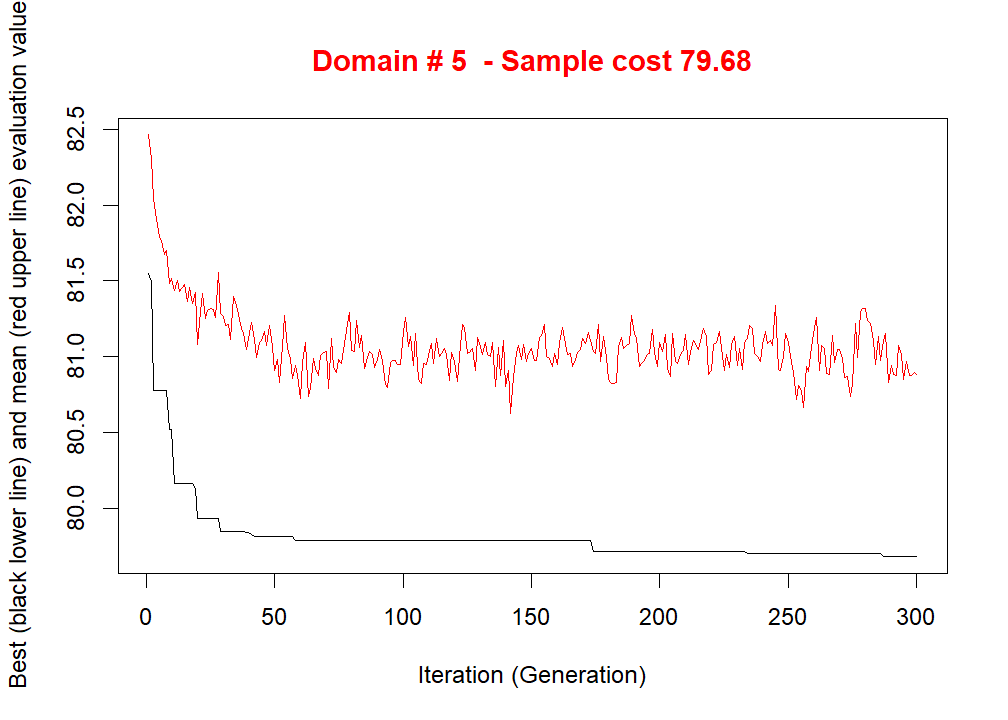 Domain # 5  - Sample cost 79.68
Best (black lower line) and mean (red upper line) evaluation value
82.5
82.0
81.5
81.0
80.5
80.0
0 50 100 150 200 250 300
Iteration (Generation)